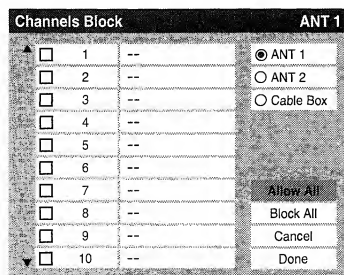 Channels Block ANT 1
1 -- ANT 1
2 -- ANT 2
3 -- Cable Box
4 --
5 --
6 --
7 -- Allow All
8 -- Block All
9 -- Cancel
10 -- Done